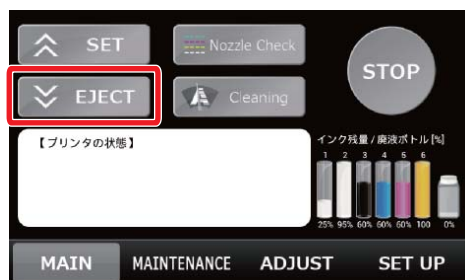 SET
Nozzle Check
STOP
EJECT
Cleaning
【プリンタの状態】
インク残量/廃液ボトル[%]
1 2 3 4 5 6
25% 95% 60% 60% 60% 100 0%
MAIN MAINTENANCE ADJUST SET UP